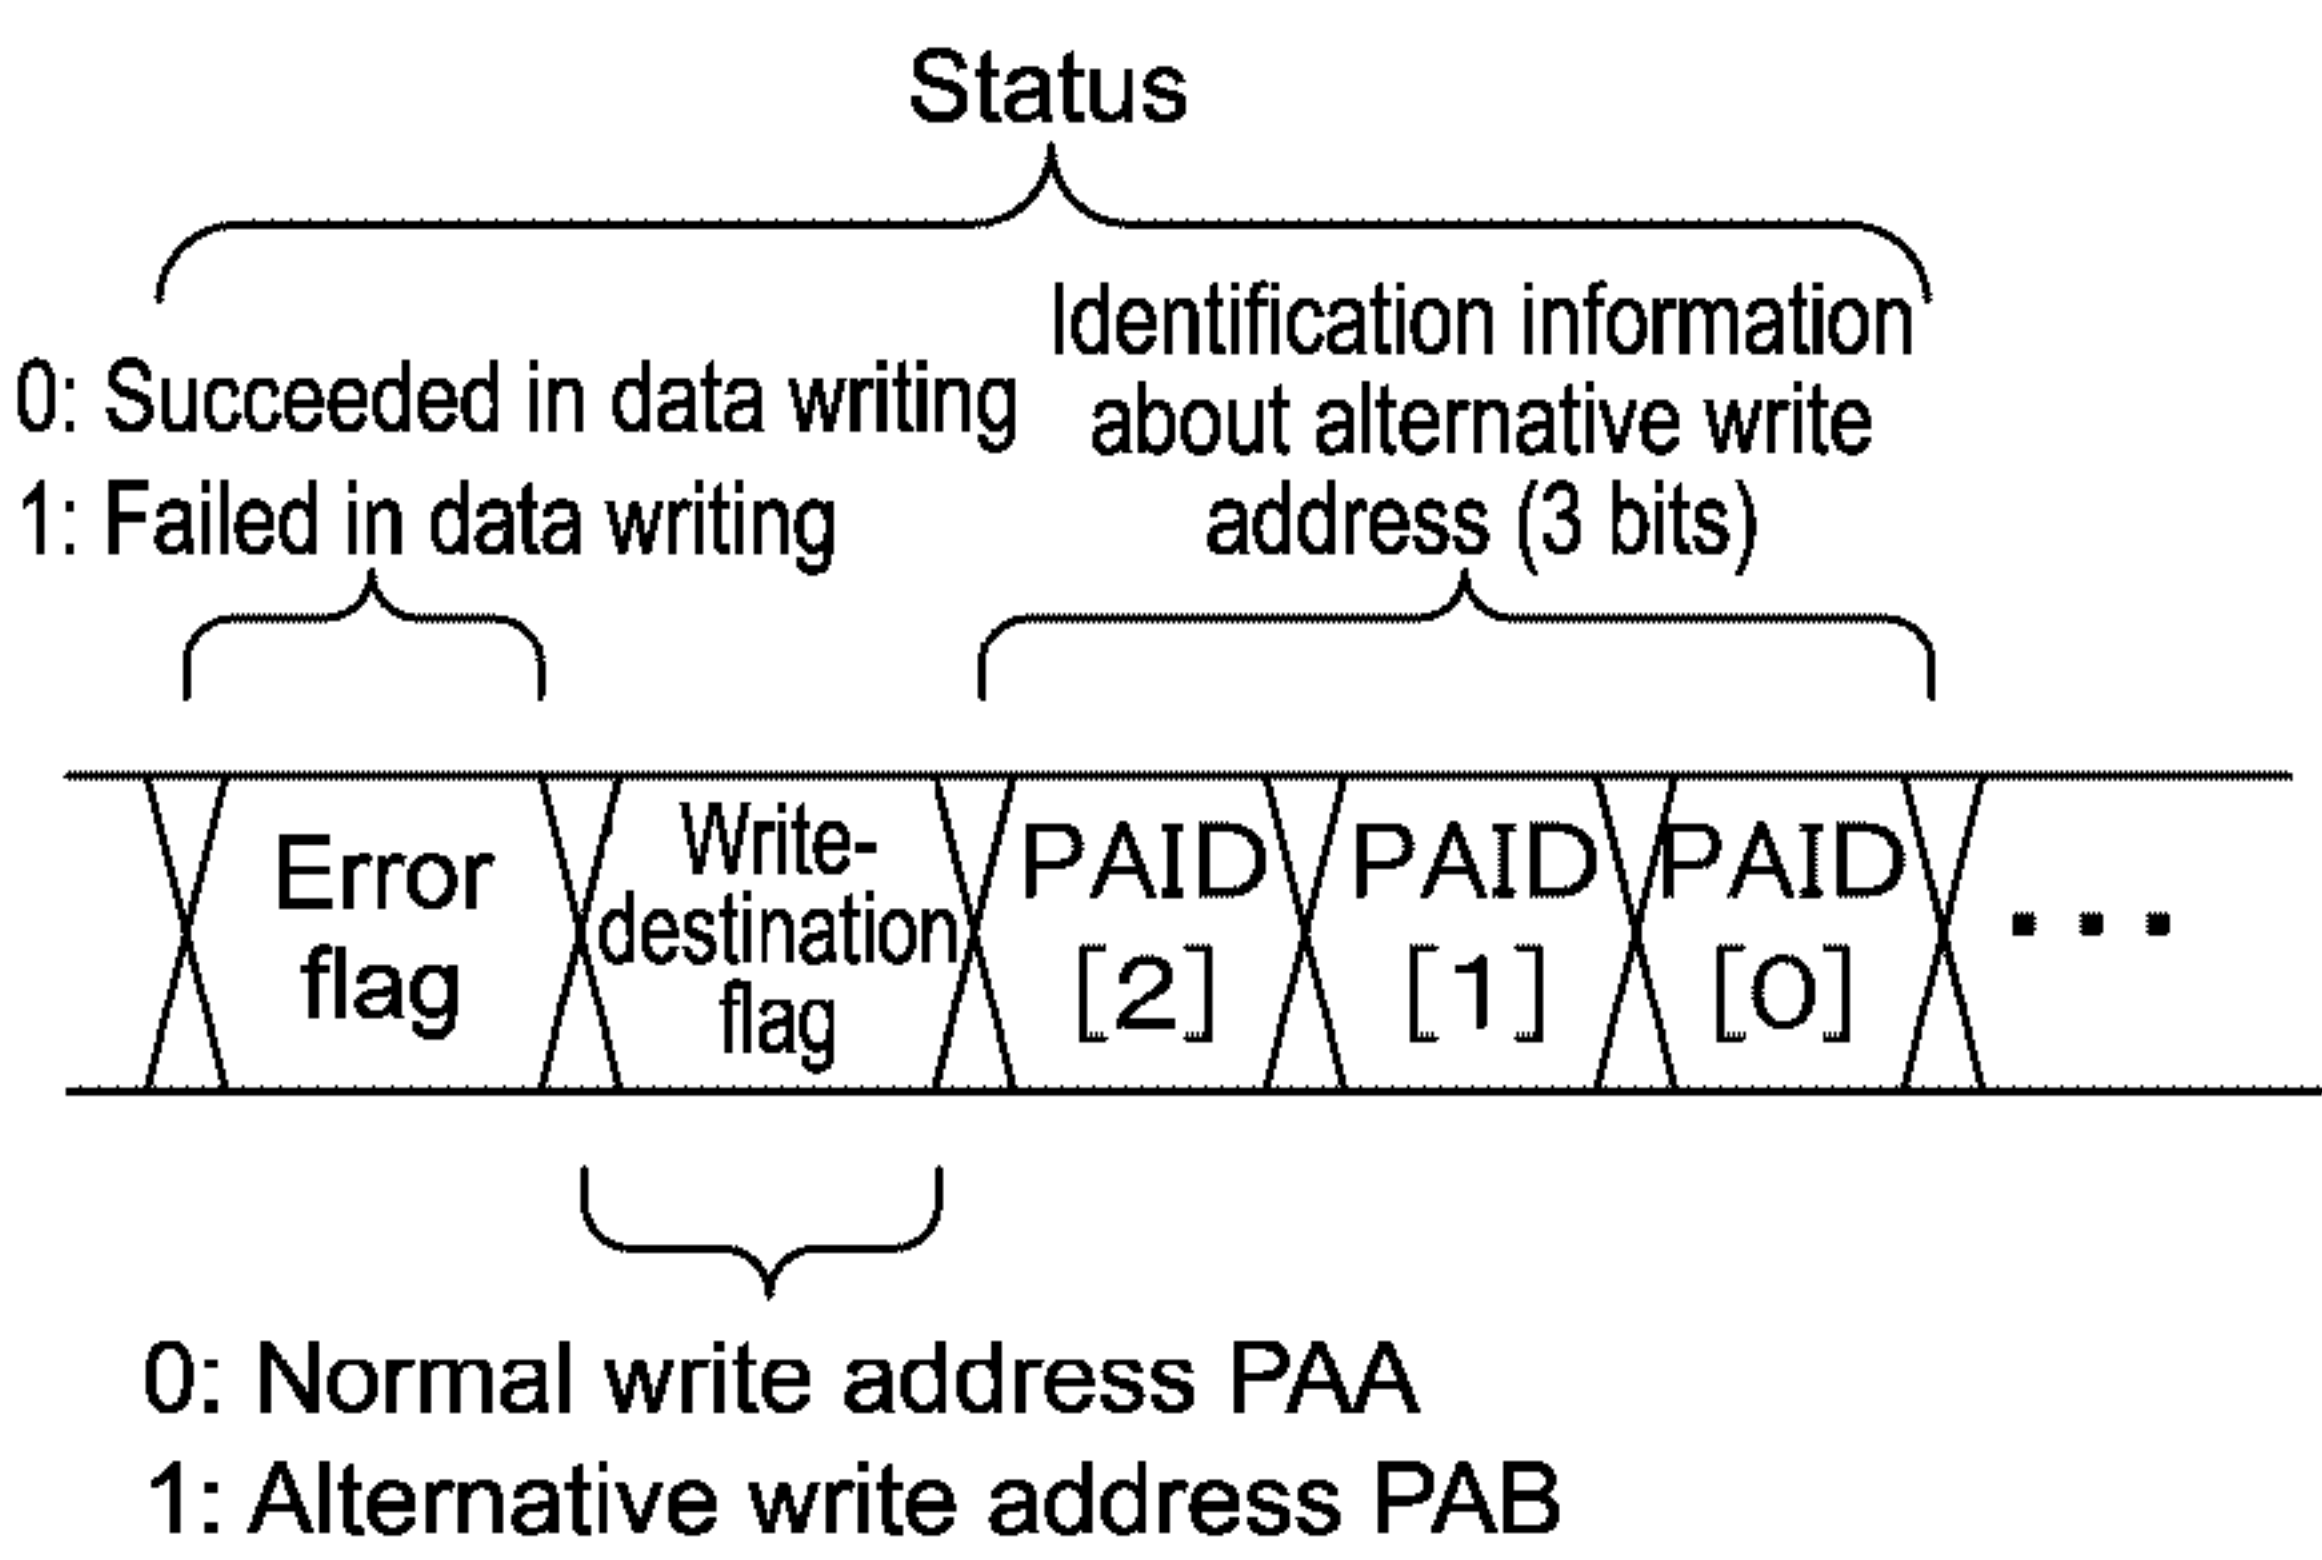 Status
0: Succeeded in data writing
1: Failed in data writing
Identification information
about alternative write
address (3 bits)
Error
flag
Write-
destination
flag
PAID
[2]
PAID
[1]
PAID
[0]
...
0: Normal write address PAA
1: Alternative write address PAB